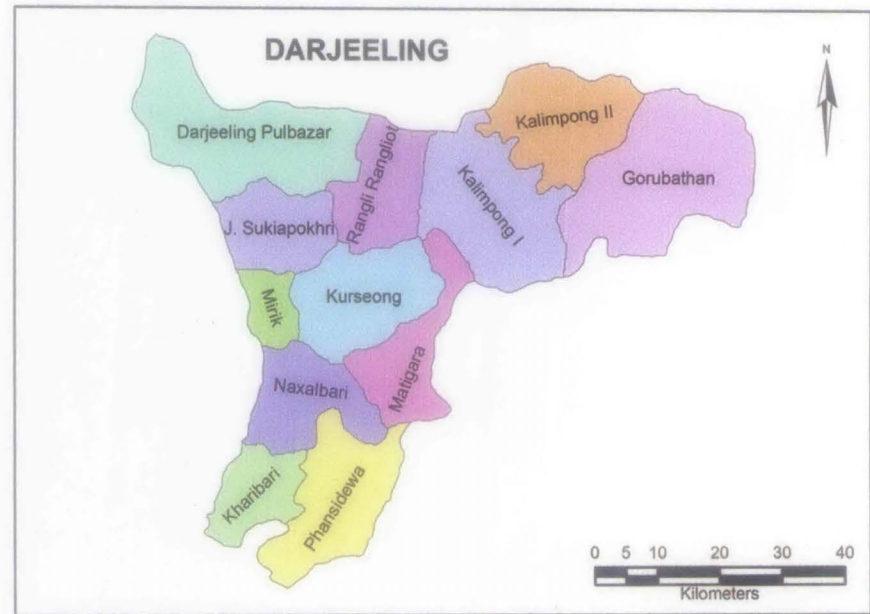 DARJEELING
N
Kalimpong II
Darjeeling Pulbazar
Rangli Rangliot
Gorubathan
Kalimpong I
J. Sukiapokhri
Kurseong
Mirik
Matigara
Naxalbari
Kharibari
Phansidewa
0 5 10 20 30 40
Kilometers